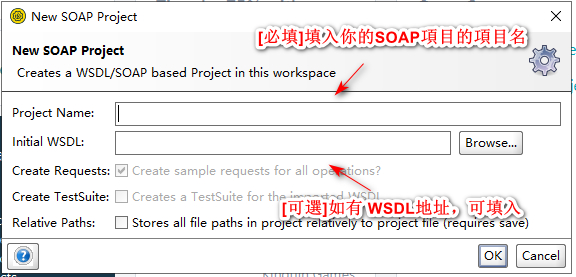 New SOAP Project
New SOAP Project
[必填]填入你的SOAP項目的項目名
Creates a WSDL/SOAP based Project in this workspace
Project Name:
Initial WSDL:
Browse...
Create Requests: Create sample requests for all operations?
Create TestSuite: Creates a TestSuite for the imported WSDL
[可選]如有 WSDL地址，可填入
Relative Paths: Stores all file paths in project relatively to project file (requires save)
?
OK
Cancel